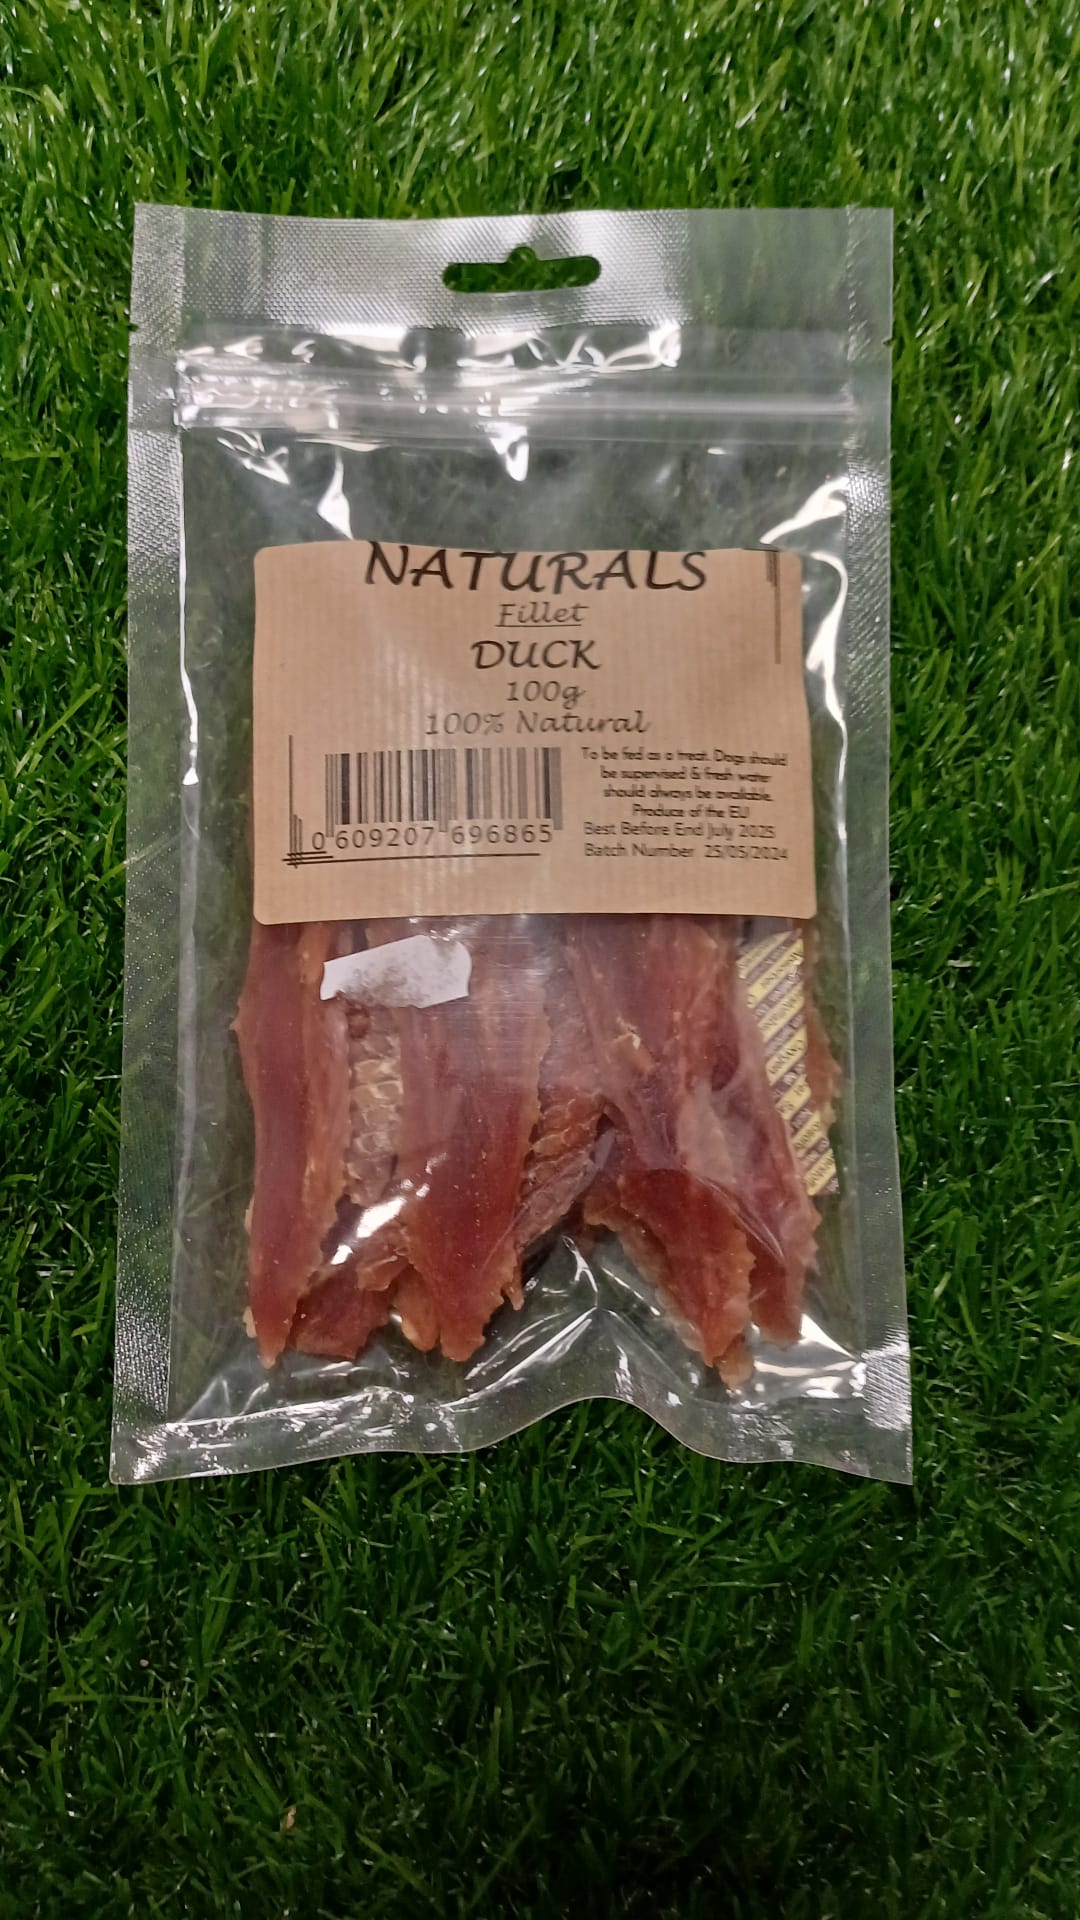 NATURALS
Fillet
DUCK
100g
100% Natural
To be fed as a treat. Dogs should
be supervised & fresh water
should always be available.
Produce of the EU
Best Before End July 2025
Batch Number 25/05/2024
0 609207 696865